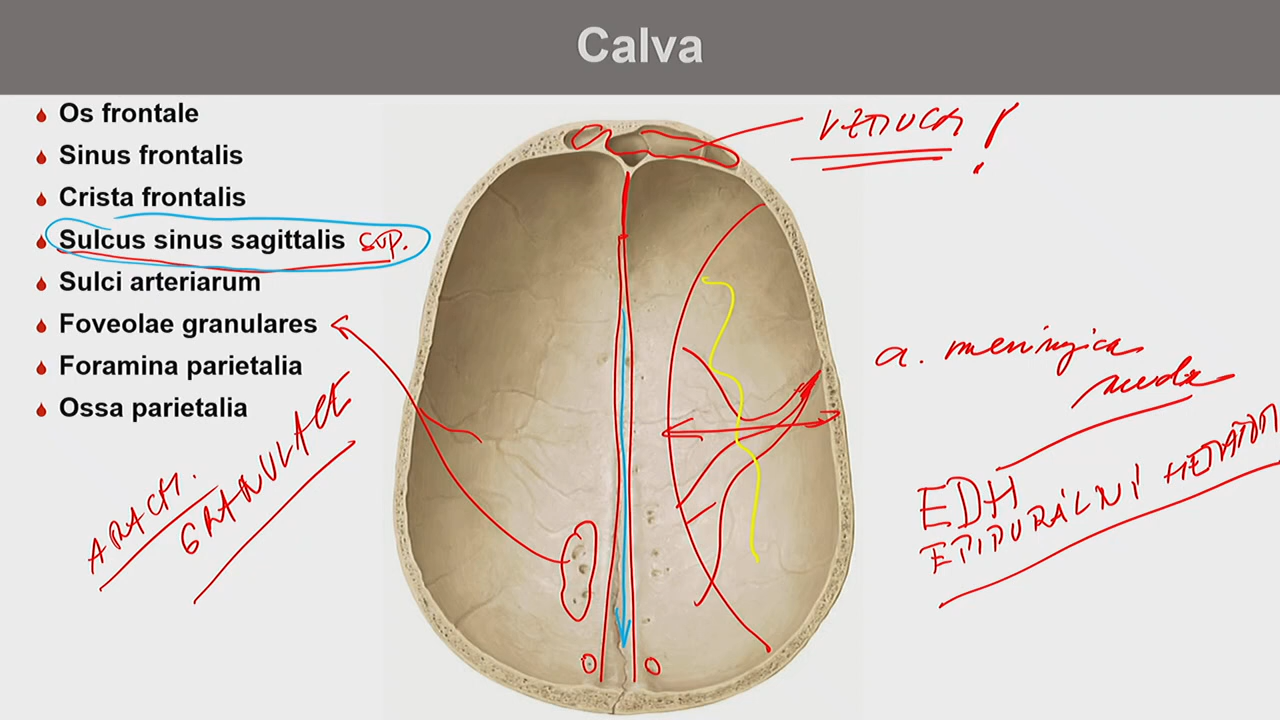 Calva
Os frontale
Sinus frontalis
Crista frontalis
Sulcus sinus sagittalis sup.
Sulci arteriarum
Foveolae granulares
Foramina parietalia
Ossa parietalia
VZDUCH!
a. meningica
media
EDH
EPIDURÁLNÍ HEMATOM
ARACH.
GRANULACE